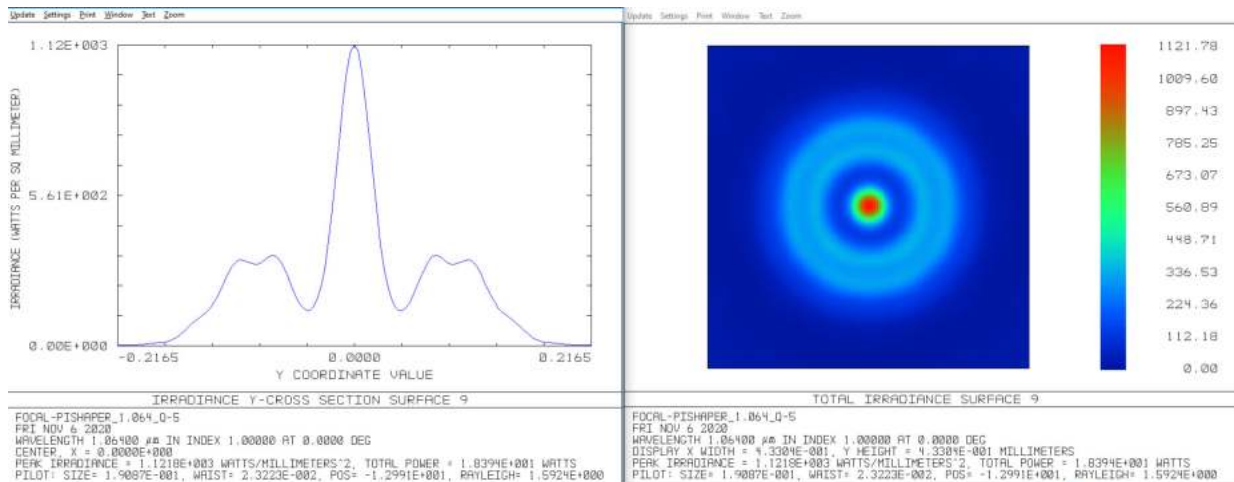 Update Settings Print Window Text Zoom
1.12E+003
5.61E+002
0.00E+000
IRRADIANCE (WATTS PER SQ MILLIMETER)
-0.2165 0.0000 0.2165
Y COORDINATE VALUE
IRRADIANCE Y-CROSS SECTION SURFACE 9
FOCAL-PISHAPER_1.064_Q-5
FRI NOV 6 2020
WAVELENGTH 1.06400 µm IN INDEX 1.00000 AT 0.0000 DEG
CENTER, X = 0.0000E+000
PEAK IRRADIANCE = 1.1218E+003 WATTS/MILLIMETERS^2, TOTAL POWER = 1.8394E+001 WATTS
PILOT: SIZE= 1.9087E-001, WAIST= 2.3223E-002, POS= -1.2991E+001, RAYLEIGH= 1.5924E+000
Update Settings Print Window Text Zoom
1121.78
1009.60
897.43
785.25
673.07
560.89
448.71
336.53
224.36
112.18
0.00
TOTAL IRRADIANCE SURFACE 9
FOCAL-PISHAPER_1.064_Q-5
FRI NOV 6 2020
WAVELENGTH 1.06400 µm IN INDEX 1.00000 AT 0.0000 DEG
DISPLAY X WIDTH = 4.3304E-001, Y HEIGHT = 4.3304E-001 MILLIMETERS
PEAK IRRADIANCE = 1.1218E+003 WATTS/MILLIMETERS^2, TOTAL POWER = 1.8394E+001 WATTS
PILOT: SIZE= 1.9087E-001, WAIST= 2.3223E-002, POS= -1.2991E+001, RAYLEIGH= 1.5924E+000